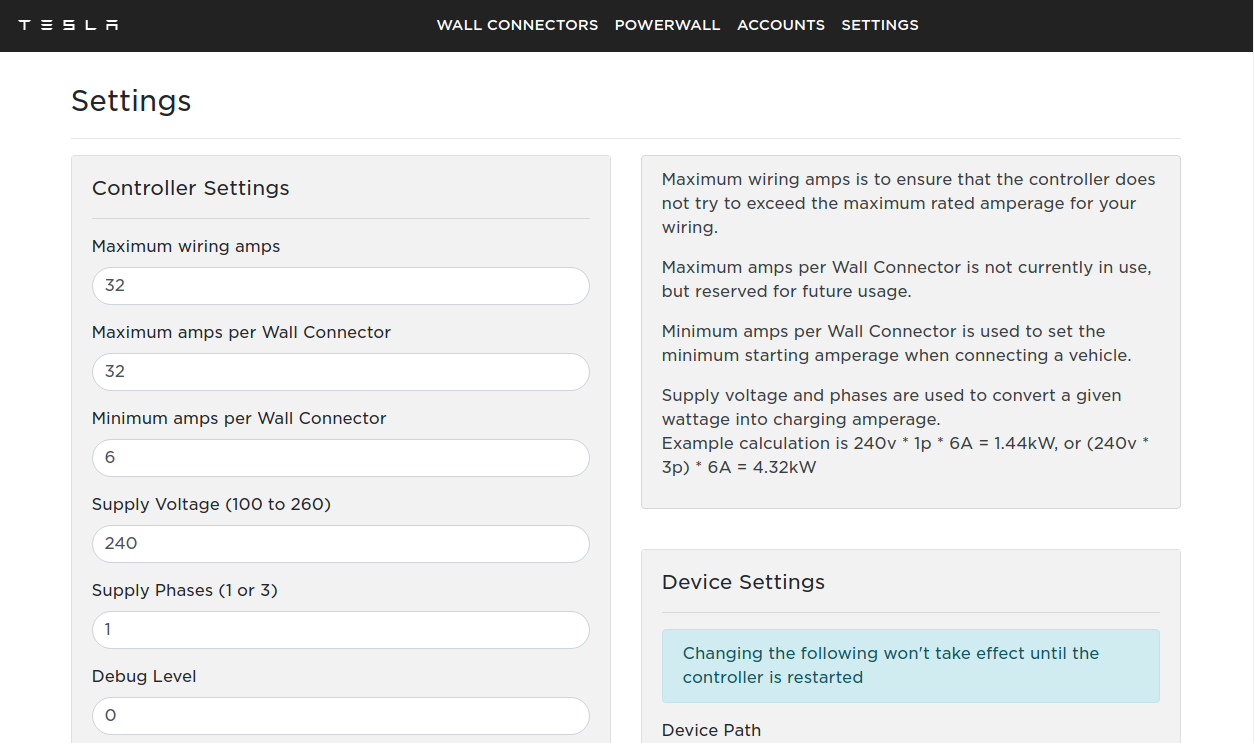 TESLA
WALL CONNECTORS POWERWALL ACCOUNTS SETTINGS
Settings
Controller Settings
Maximum wiring amps
32
Maximum amps per Wall Connector
32
Minimum amps per Wall Connector
6
Supply Voltage (100 to 260)
240
Supply Phases (1 or 3)
1
Debug Level
0
Maximum wiring amps is to ensure that the controller does
not try to exceed the maximum rated amperage for your
wiring.
Maximum amps per Wall Connector is not currently in use,
but reserved for future usage.
Minimum amps per Wall Connector is used to set the
minimum starting amperage when connecting a vehicle.
Supply voltage and phases are used to convert a given
wattage into charging amperage.
Example calculation is 240v * 1p * 6A = 1.44kW, or (240v *
3p) * 6A = 4.32kW
Device Settings
Changing the following won't take effect until the
controller is restarted
Device Path